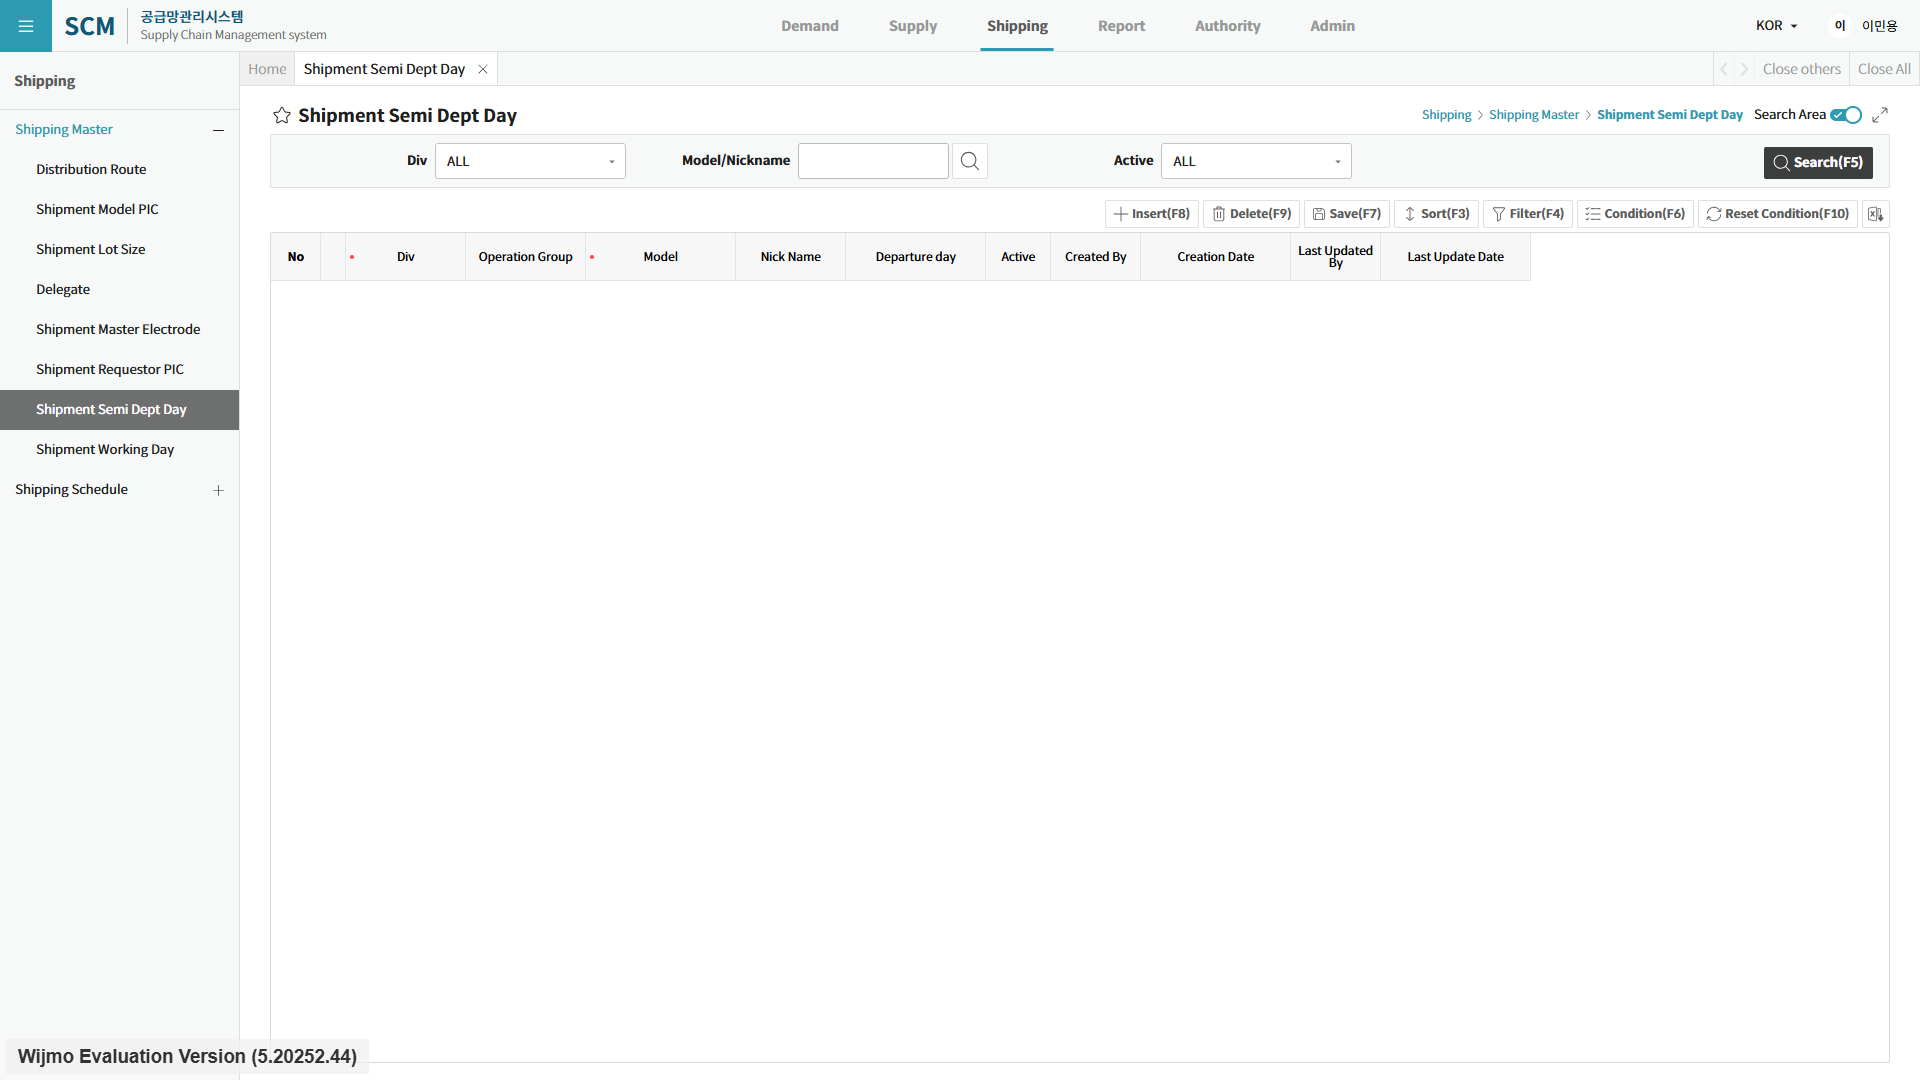 SCM
공급망관리시스템
Supply Chain Management system
Demand
Supply
Shipping
Report
Authority
Admin
KOR
이
이민용
Shipping
Home
Shipment Semi Dept Day
Close others
Close All
Shipping Master
Distribution Route
Shipment Model PIC
Shipment Lot Size
Delegate
Shipment Master Electrode
Shipment Requestor PIC
Shipment Semi Dept Day
Shipment Working Day
Shipping Schedule
Shipment Semi Dept Day
Shipping > Shipping Master > Shipment Semi Dept Day
Search Area
Div
ALL
Model/Nickname
Active
ALL
Search(F5)
Insert(F8)
Delete(F9)
Save(F7)
Sort(F3)
Filter(F4)
Condition(F6)
Reset Condition(F10)
No
Div
Operation Group
Model
Nick Name
Departure day
Active
Created By
Creation Date
Last Updated
By
Last Update Date
Wijmo Evaluation Version (5.20252.44)